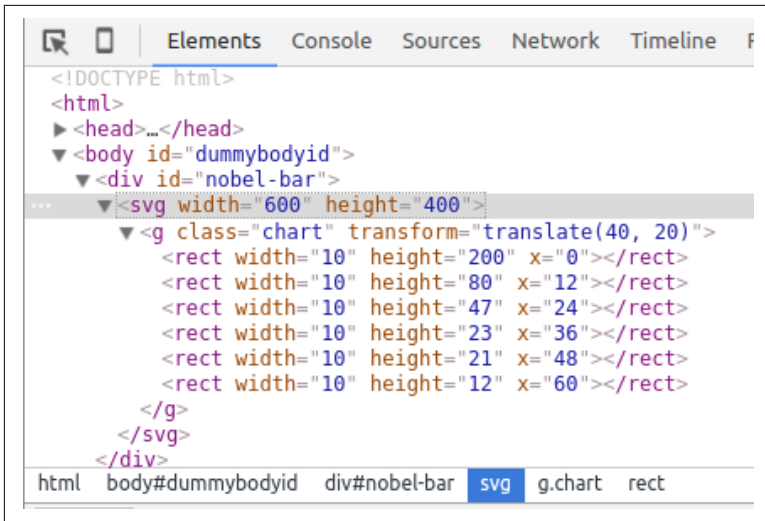 Elements Console Sources Network Timeline
<!DOCTYPE html>
<html>
▶<head>…</head>
▼<body id="dummybodyid">
▼<div id="nobel-bar">
… ▼<svg width="600" height="400">
▼<g class="chart" transform="translate(40, 20)">
<rect width="10" height="200" x="0"></rect>
<rect width="10" height="80" x="12"></rect>
<rect width="10" height="47" x="24"></rect>
<rect width="10" height="23" x="36"></rect>
<rect width="10" height="21" x="48"></rect>
<rect width="10" height="12" x="60"></rect>
</g>
</svg>
</div>
html body#dummybodyid div#nobel-bar svg g.chart rect